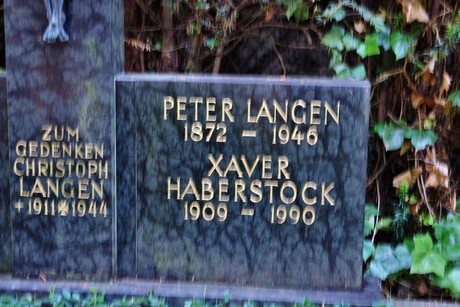 ZUM
GEDENKEN
CHRISTOPH
LANGEN
+1911✠1944
PETER LANGEN
1872 – 1946
XAVER
HABERSTOCK
1909 – 1990